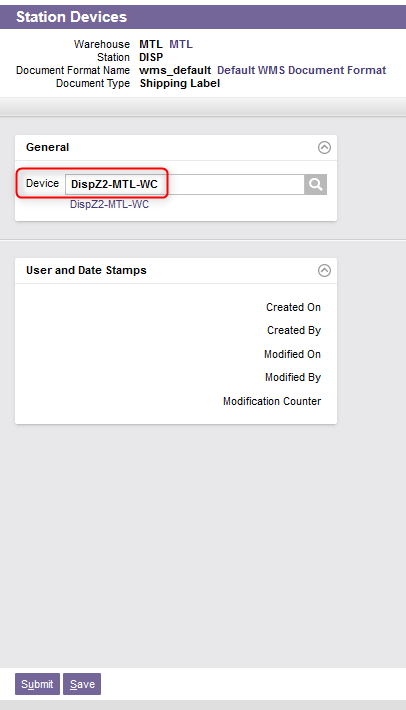 Station Devices
Warehouse MTL MTL
Station DISP
Document Format Name wms_default Default WMS Document Format
Document Type Shipping Label
General
Device DispZ2-MTL-WC
DispZ2-MTL-WC
User and Date Stamps
Created On
Created By
Modified On
Modified By
Modification Counter
Submit Save